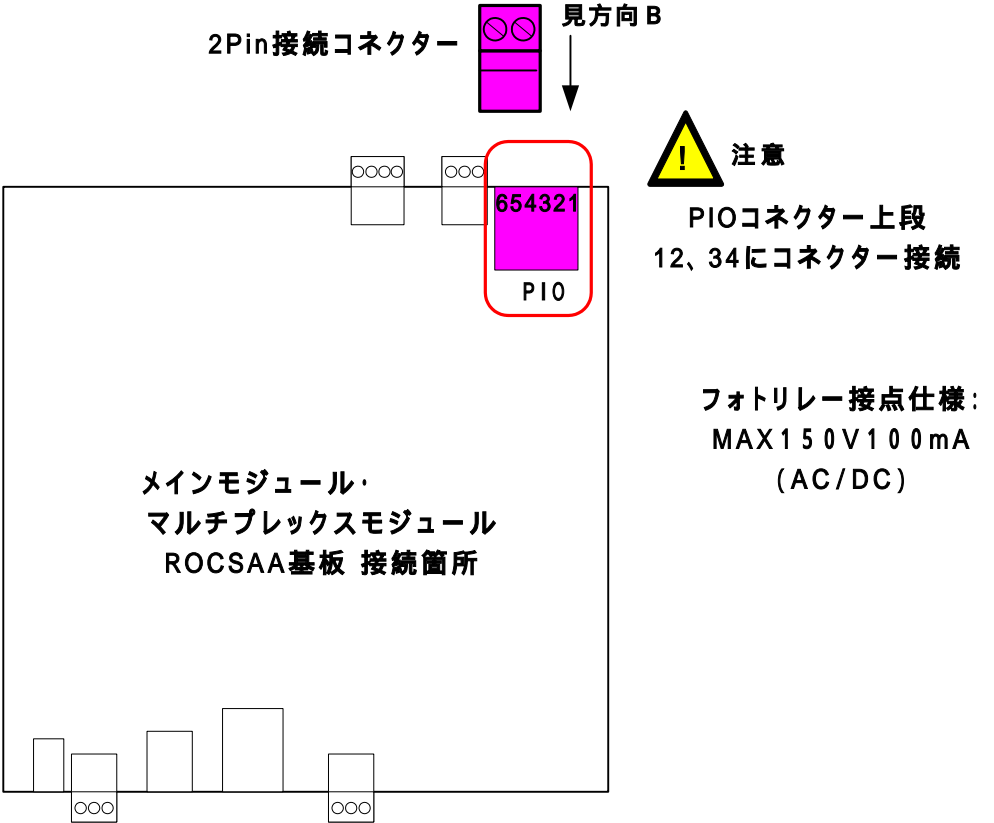 見方向B
2Pin接続コネクター
!
注意
654321
PIOコネクター上段
12、34にコネクター接続
PIO
フォトリレー接点仕様:
MAX150V100mA
(AC/DC)
メインモジュール・
マルチプレックスモジュール
ROCSAA基板 接続箇所